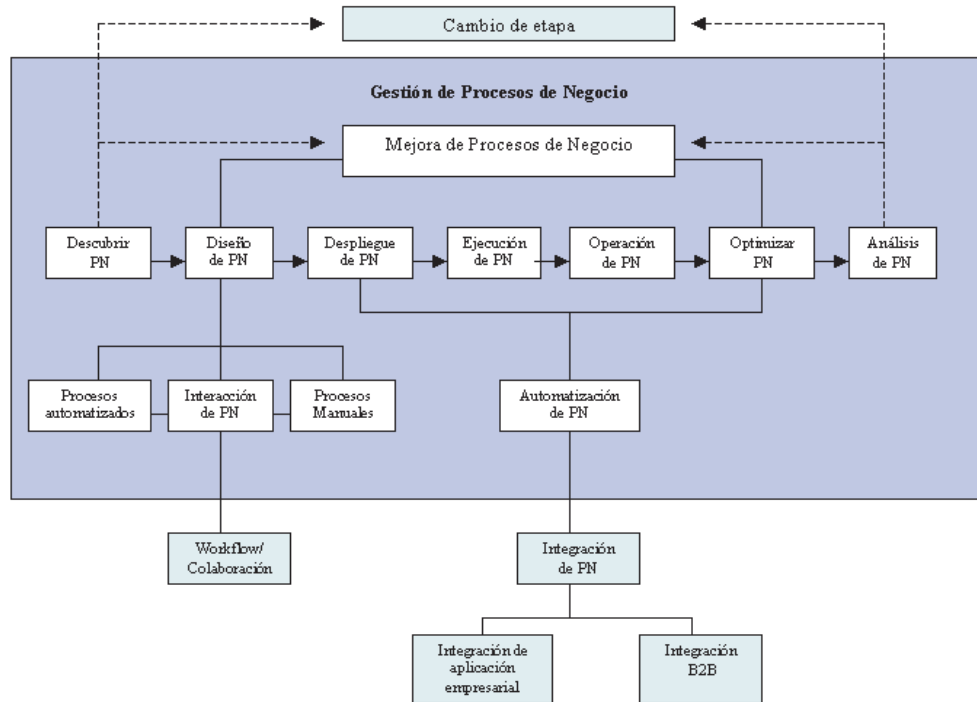 Cambio de etapa
Gestión de Procesos de Negocio
Mejora de Procesos de Negocio
Descubrir
PN
Diseño
de PN
Despliegue
de PN
Ejecución
de PN
Operación
de PN
Optimizar
PN
Análisis
de PN
Procesos
automatizados
Interacción
de PN
Procesos
Manuales
Automatización
de PN
Workflow/
Colaboración
Integración
de PN
Integración de
aplicación
empresarial
Integración
B2B